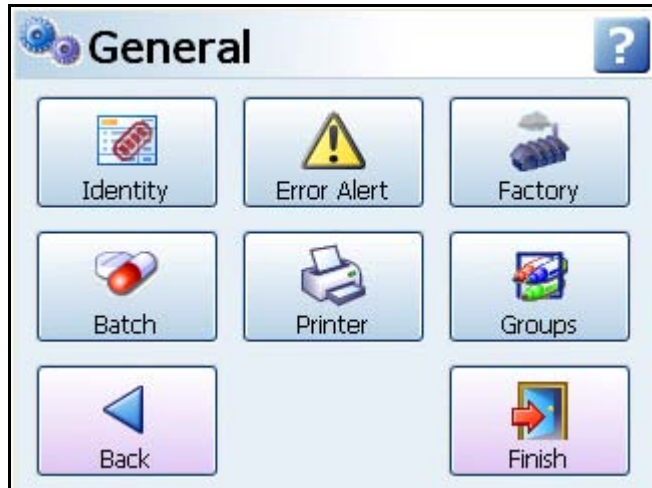 General
?
Identity
Error Alert
Factory
Batch
Printer
Groups
Back
Finish